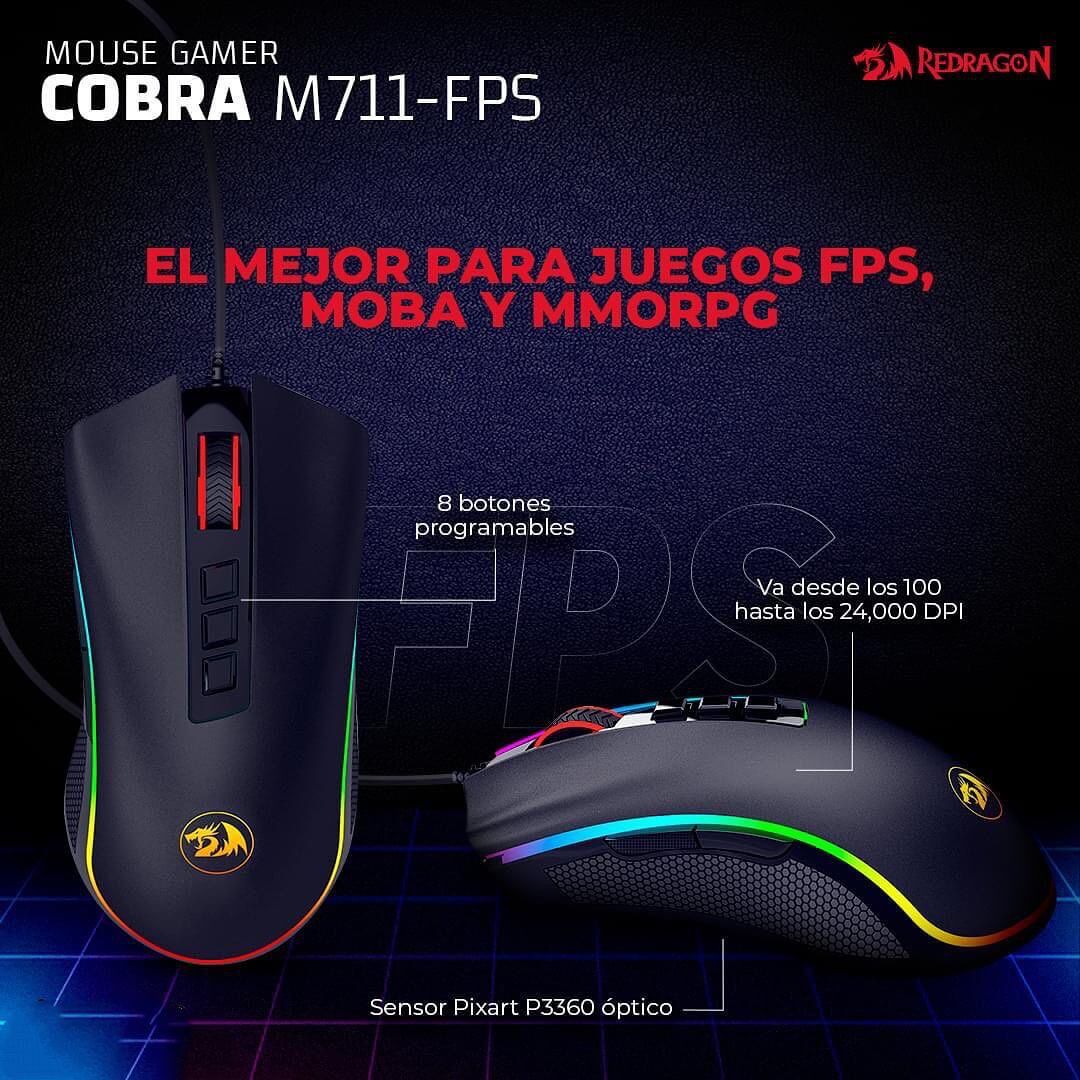 MOUSE GAMER
COBRA M711-FPS
REDRAGON
EL MEJOR PARA JUEGOS FPS,
MOBA Y MMORPG
8 botones
programables
FPS
Va desde los 100
hasta los 24,000 DPI
Sensor Pixart P3360 óptico